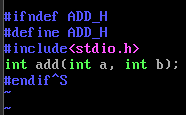 #ifndef ADD_H
#define ADD_H
#include<stdio.h>
int add(int a, int b);
#endif^S
~
~